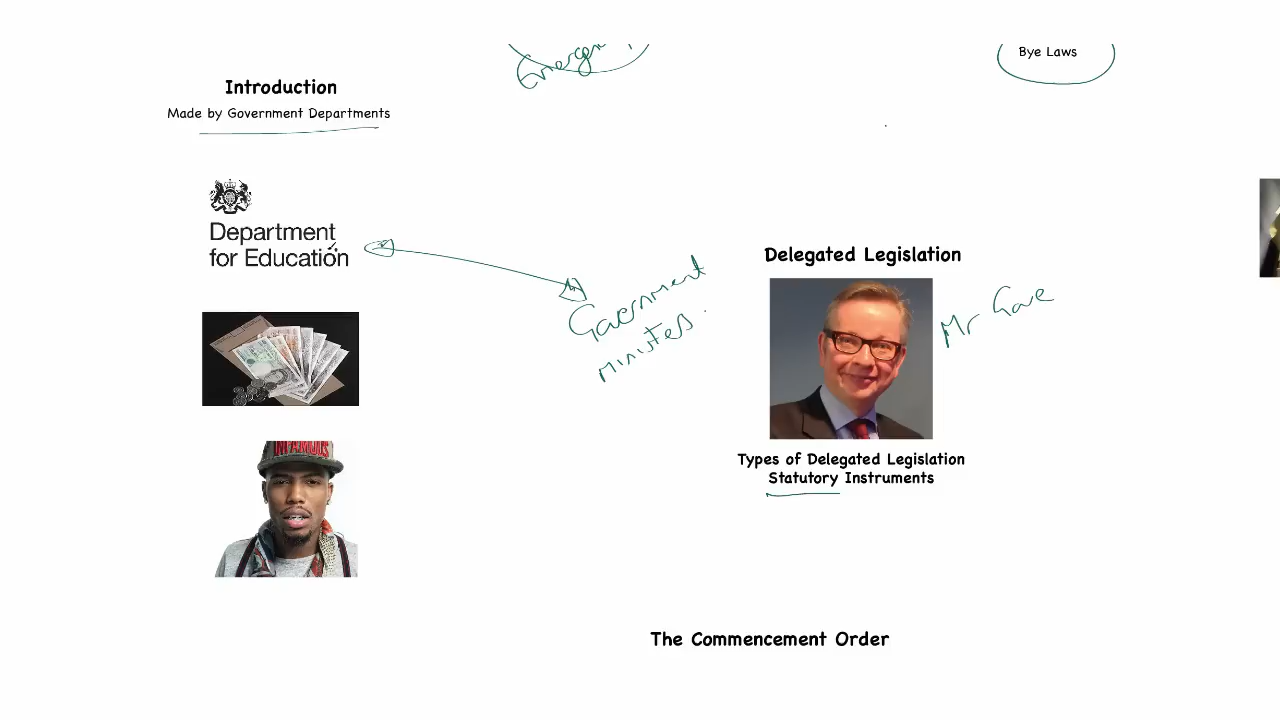 Emergen
Bye Laws
Introduction
Made by Government Departments
Department
for Education
Government
ministers.
Delegated Legislation
Mr Gove
INFAMOUS
Types of Delegated Legislation
Statutory Instruments
The Commencement Order